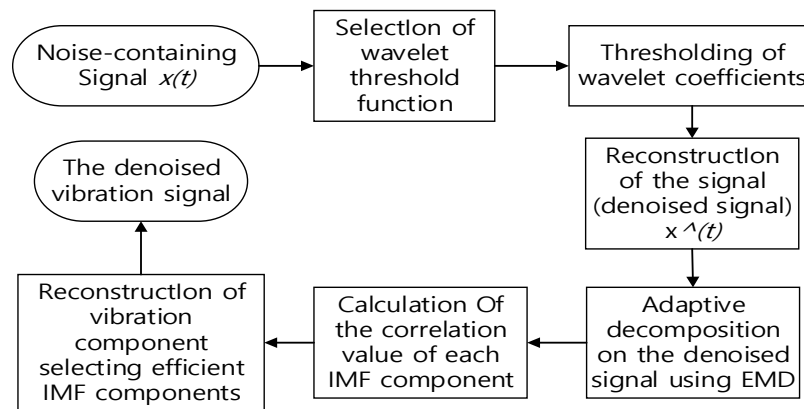 Noise-containing
Signal x(t)
Selection of
wavelet
threshold
function
Thresholding of
wavelet coefficients
Reconstruction
of the signal
(denoised signal)
x^(t)
Adaptive
decomposition
on the denoised
signal using EMD
Calculation Of
the correlation
value of each
IMF component
Reconstruction of
vibration
component
selecting efficient
IMF components
The denoised
vibration signal